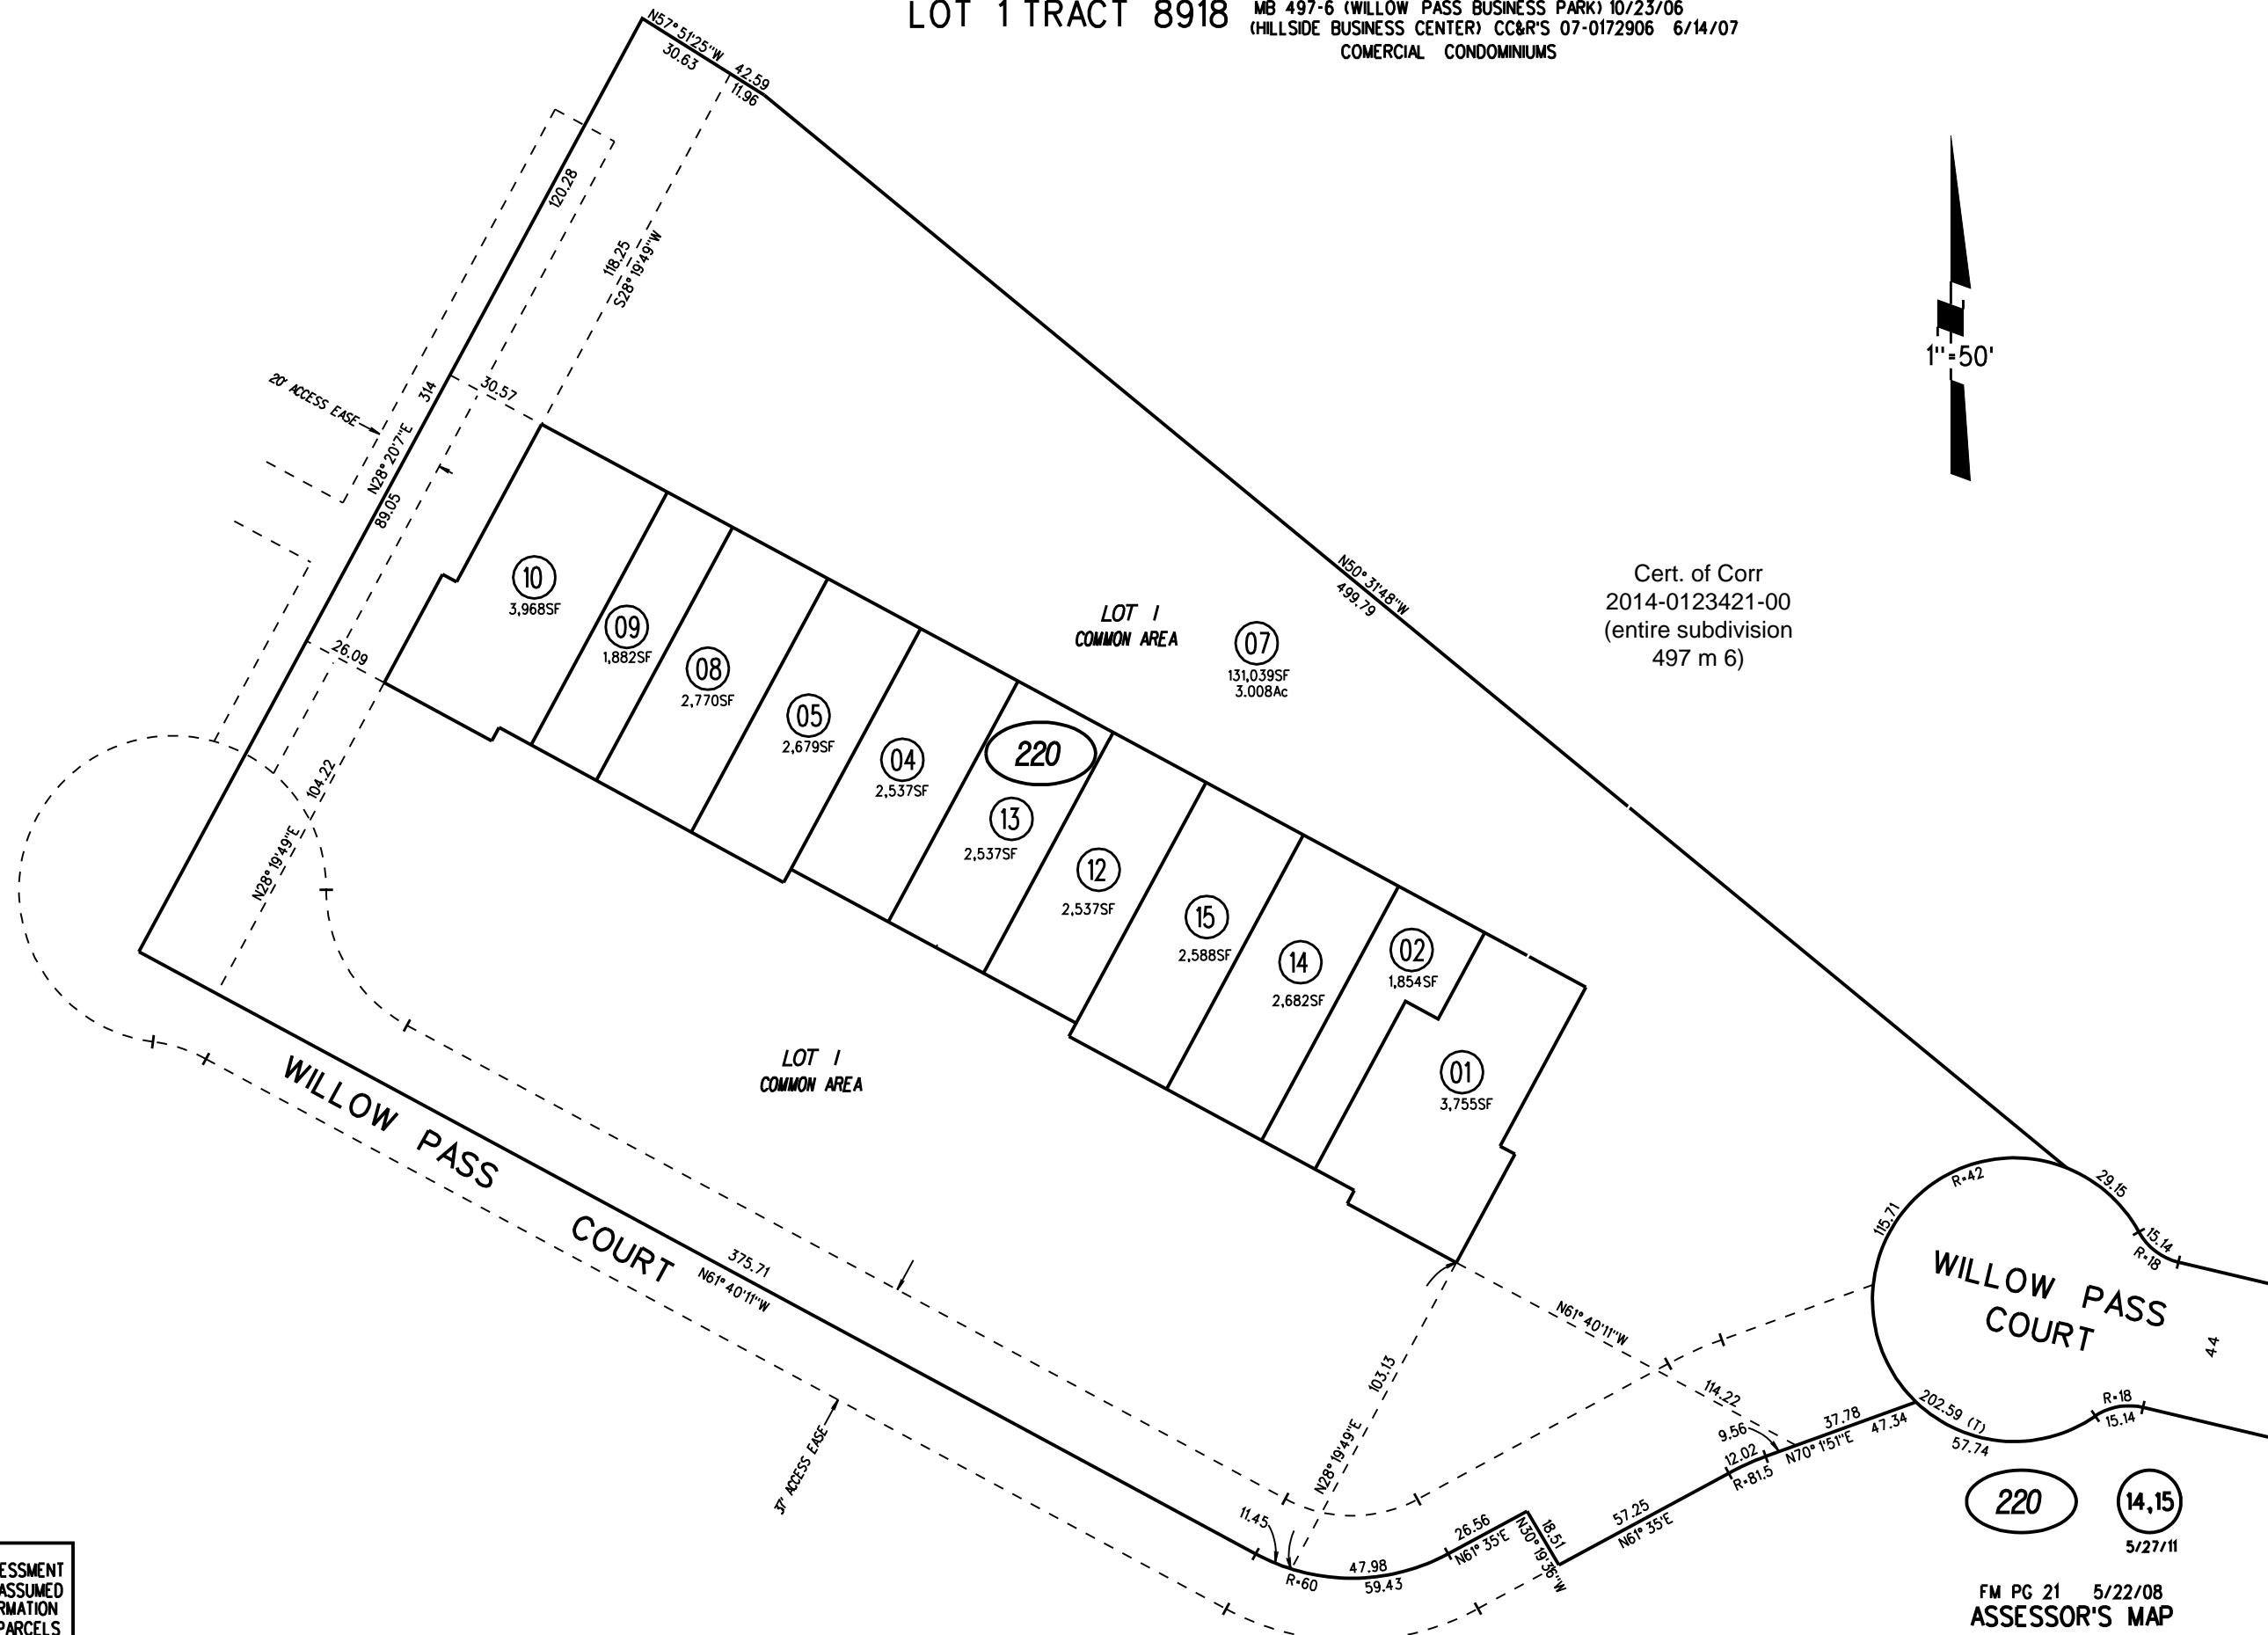 LOT 1 TRACT 8918
MB 497-6 (WILLOW PASS BUSINESS PARK) 10/23/06
(HILLSIDE BUSINESS CENTER) CC&R'S 07-0172906 6/14/07
COMERCIAL CONDOMINIUMS
N57° 51'25"W
30.63
42.59
11.96
120.28
118.25
S28° 19'49"W
1"=50'
20' ACCESS EASE
314
30.57
N28° 20'7"E
89.05
10
3,968SF
09
1,882SF
08
2,770SF
05
2,679SF
04
2,537SF
220
13
2,537SF
12
2,537SF
15
2,588SF
14
2,682SF
02
1,854SF
01
3,755SF
LOT 1
COMMON AREA
07
131,039SF
3.008Ac
N50° 31'48"W
499.79
Cert. of Corr
2014-0123421-00
(entire subdivision
497 m 6)
26.09
104.22
N28° 19'49"E
LOT 1
COMMON AREA
WILLOW PASS
COURT
375.71
N61° 40'11"W
37' ACCESS EASE
103.13
N28° 19'49"E
N61° 40'11"W
114.22
11.45
R=60
47.98
59.43
26.56
N61° 35'E
18.51
N30° 19'36"W
57.25
N61° 35'E
12.02
R=81.5
9.56
N70° 1'51"E
37.78
47.34
115.71
R=42
29.15
15.14
R=18
WILLOW PASS
COURT
44
202.59 (T)
57.74
R=18
15.14
220
14,15
5/27/11
FM PG 21 5/22/08
ASSESSOR'S MAP
ESSMENT
ASSUMED
RMATION
PARCELS